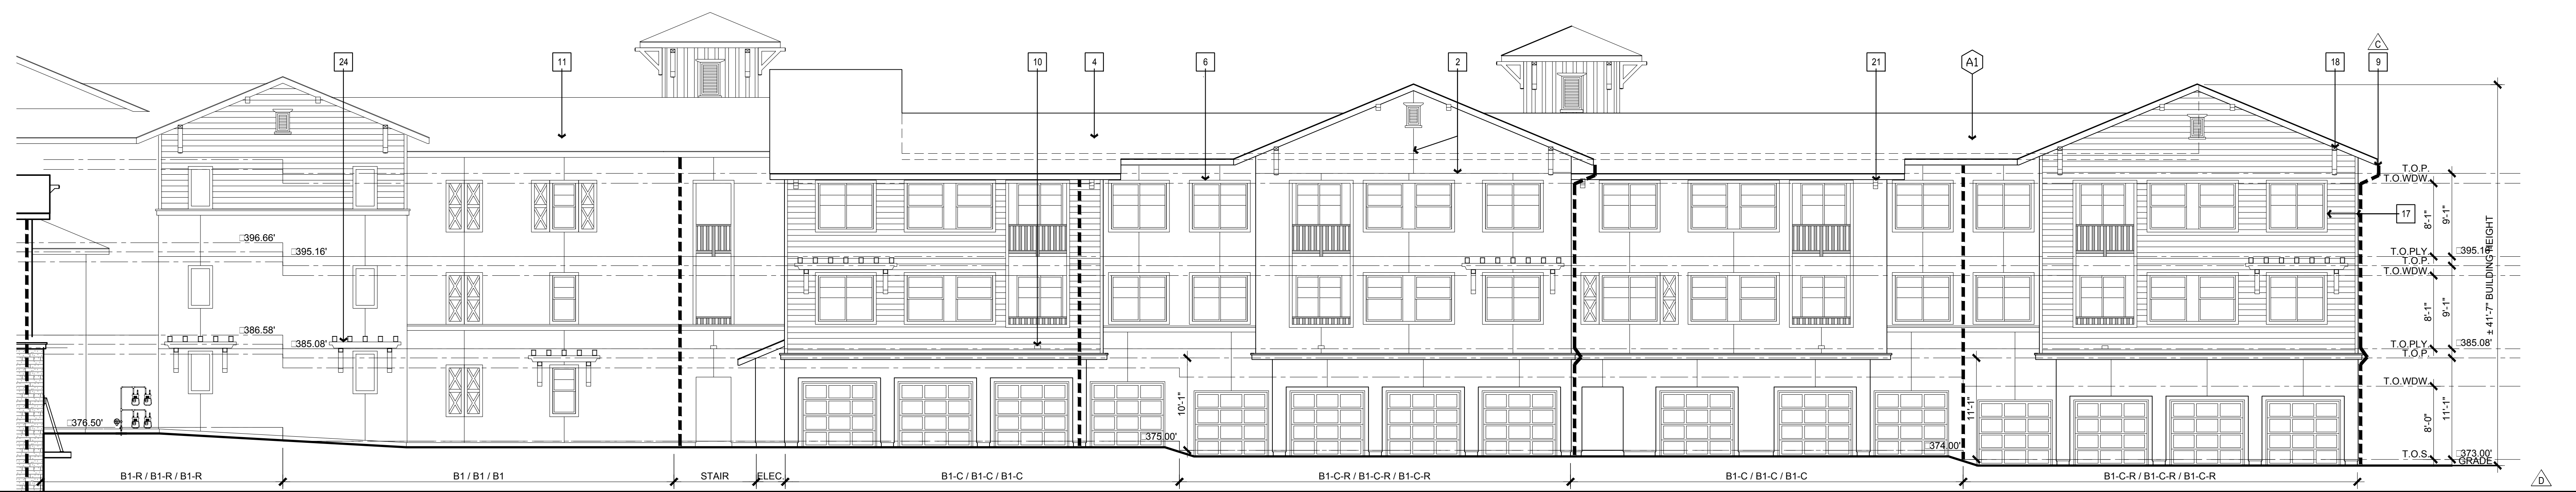 C
24
11
10
4
6
2
21
A1
18
9
17
T.O.P.
T.O.WDW.
8'-1"
9'-1"
± 41'-7" BUILDING HEIGHT
□396.66'
□395.16'
T.O.PLY.
□395.16'
T.O.P.
T.O.WDW.
8'-1"
9'-1"
□386.58'
□385.08'
T.O.PLY.
□385.08'
T.O.P.
T.O.WDW.
10'-1"
11'-1"
8'-0"
11'-1"
□376.50'
□375.00'
□374.00'
T.O.S.
□373.00'
GRADE
B1-R / B1-R / B1-R
B1 / B1 / B1
STAIR
ELEC.
B1-C / B1-C / B1-C
B1-C-R / B1-C-R / B1-C-R
B1-C / B1-C / B1-C
B1-C-R / B1-C-R / B1-C-R
D